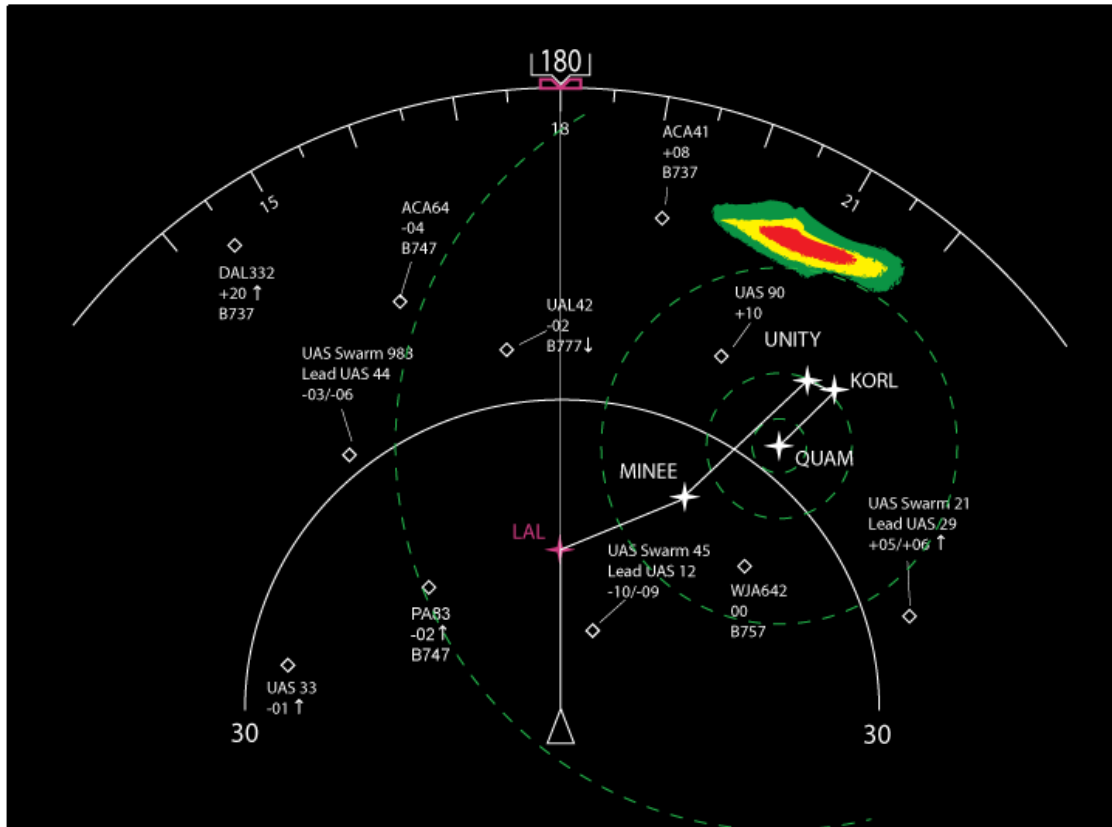 180
18
ACA41
+08
B737
15
21
ACA64
-04
B747
DAL332
+20 ↑
B737
UAS 90
+10
UAL42
-02
B777↓
UNITY
UAS Swarm 983
Lead UAS 44
-03/-06
KORL
QUAM
MINEE
UAS Swarm 21
Lead UAS 29
+05/+06 ↑
LAL
UAS Swarm 45
Lead UAS 12
-10/-09
WJA642
00
B757
PA83
-02↑
B747
UAS 33
-01 ↑
30
30